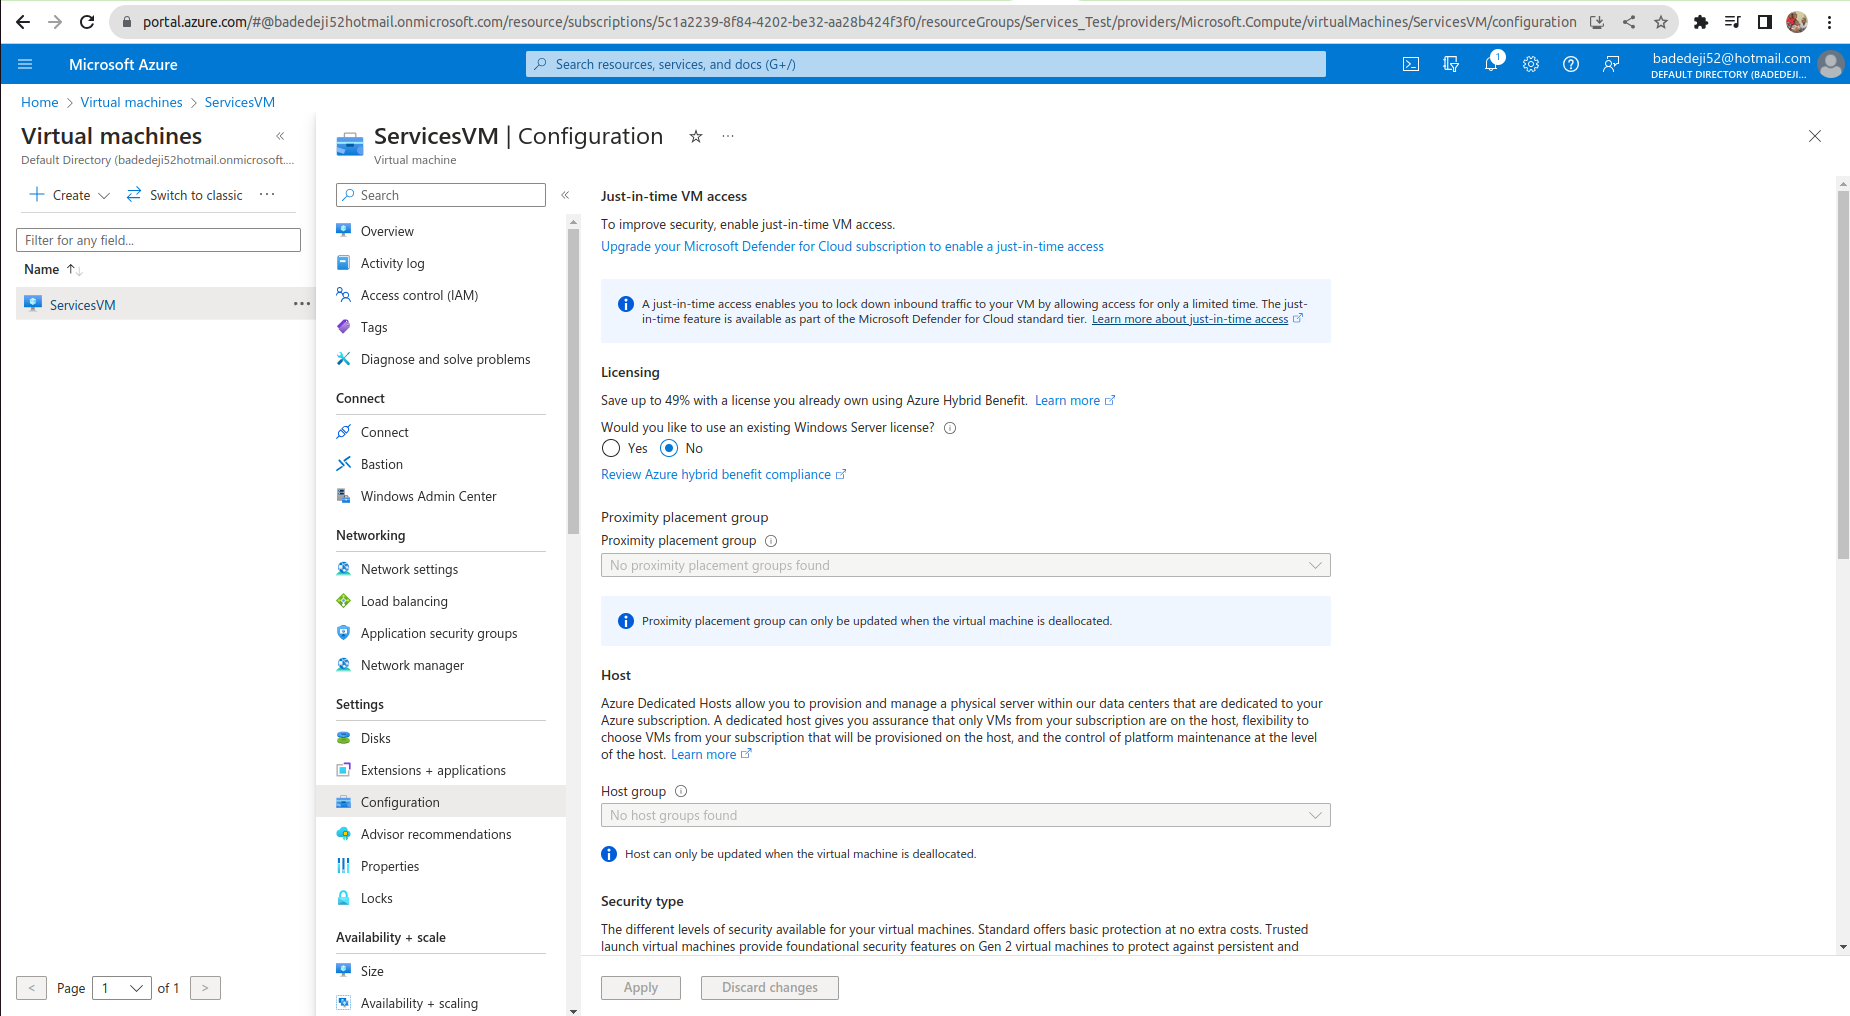 portal.azure.com/#@badedeji52hotmail.onmicrosoft.com/resource/subscriptions/5c1a2239-8f84-4202-be32-aa28b424f3f0/resourceGroups/Services_Test/providers/Microsoft.Compute/virtualMachines/ServicesVM/configuration
Microsoft Azure
Search resources, services, and docs (G+/)
1
badedeji52@hotmail.com
DEFAULT DIRECTORY (BADEDEJI...
Home > Virtual machines > ServicesVM
Virtual machines
Default Directory (badedeji52hotmail.onmicrosoft....
Create
Switch to classic
Filter for any field...
Name
ServicesVM
Page 1 of 1
ServicesVM | Configuration
Virtual machine
Search
Overview
Activity log
Access control (IAM)
Tags
Diagnose and solve problems
Connect
Connect
Bastion
Windows Admin Center
Networking
Network settings
Load balancing
Application security groups
Network manager
Settings
Disks
Extensions + applications
Configuration
Advisor recommendations
Properties
Locks
Availability + scale
Size
Availability + scaling
Just-in-time VM access
To improve security, enable just-in-time VM access.
Upgrade your Microsoft Defender for Cloud subscription to enable a just-in-time access
A just-in-time access enables you to lock down inbound traffic to your VM by allowing access for only a limited time. The just-
in-time feature is available as part of the Microsoft Defender for Cloud standard tier. Learn more about just-in-time access
Licensing
Save up to 49% with a license you already own using Azure Hybrid Benefit. Learn more
Would you like to use an existing Windows Server license?
Yes No
Review Azure hybrid benefit compliance
Proximity placement group
Proximity placement group
No proximity placement groups found
Proximity placement group can only be updated when the virtual machine is deallocated.
Host
Azure Dedicated Hosts allow you to provision and manage a physical server within our data centers that are dedicated to your
Azure subscription. A dedicated host gives you assurance that only VMs from your subscription are on the host, flexibility to
choose VMs from your subscription that will be provisioned on the host, and the control of platform maintenance at the level
of the host. Learn more
Host group
No host groups found
Host can only be updated when the virtual machine is deallocated.
Security type
The different levels of security available for your virtual machines. Standard offers basic protection at no extra costs. Trusted
launch virtual machines provide foundational security features on Gen 2 virtual machines to protect against persistent and
Apply
Discard changes